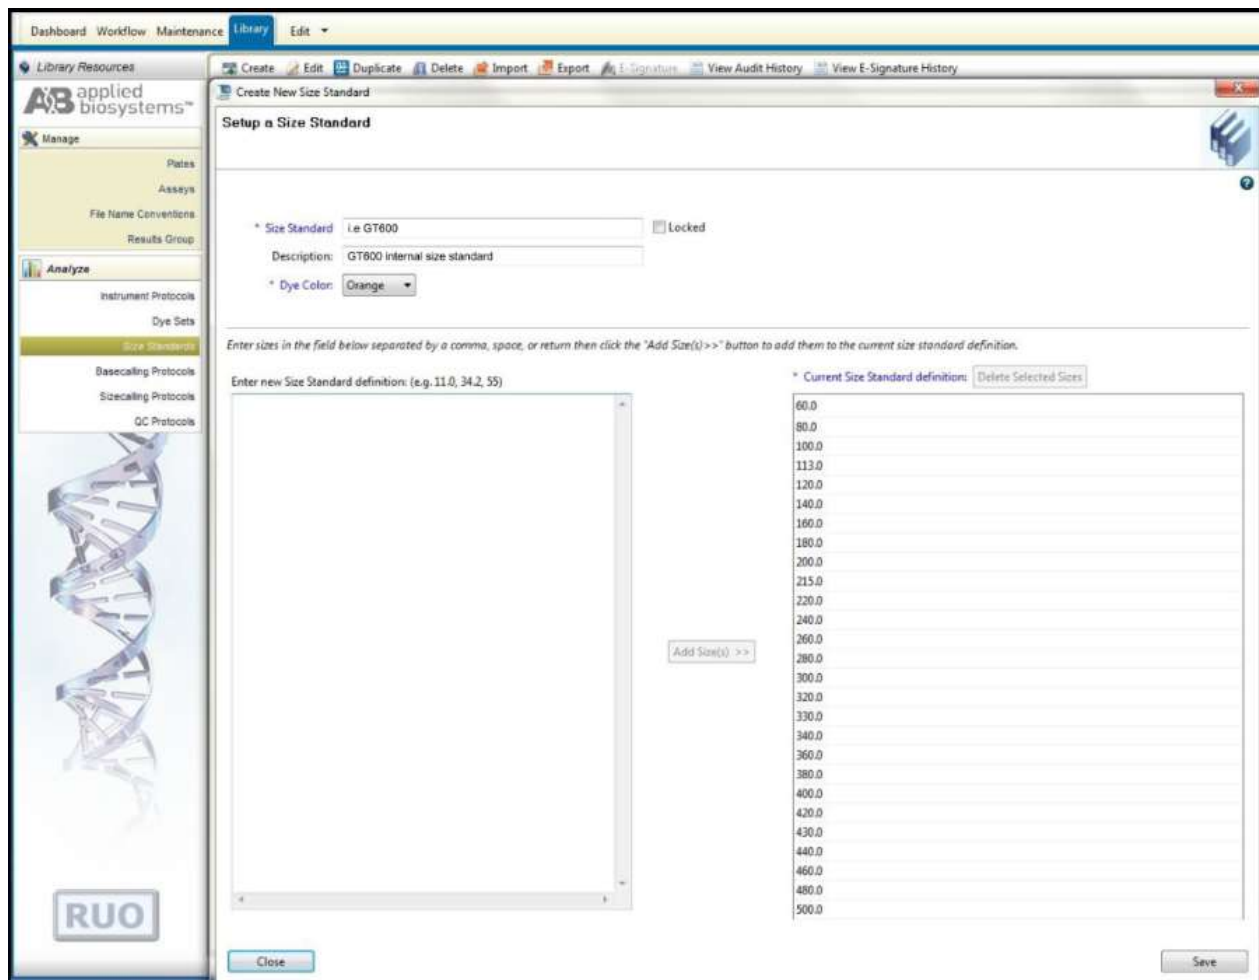 Dashboard Workflow Maintenance Library Edit
Library Resources
Create Edit Duplicate Delete Import Export E-Signature View Audit History View E-Signature History
AB applied biosystems™
Create New Size Standard
Setup a Size Standard
Manage
Plates
Assays
File Name Conventions
Results Group
Analyze
Instrument Protocols
Dye Sets
Size Standards
Basecalling Protocols
Sizecalling Protocols
QC Protocols
RUO
* Size Standard i.e GT600 Locked
Description: GT600 internal size standard
* Dye Color: Orange
Enter sizes in the field below separated by a comma, space, or return then click the "Add Size(s)>>" button to add them to the current size standard definition.
Enter new Size Standard definition: (e.g. 11.0, 34.2, 55)
Add Size(s) >>
* Current Size Standard definition: Delete Selected Sizes
60.0
80.0
100.0
113.0
120.0
140.0
160.0
180.0
200.0
215.0
220.0
240.0
260.0
280.0
300.0
320.0
330.0
340.0
360.0
380.0
400.0
420.0
430.0
440.0
460.0
480.0
500.0
Close Save